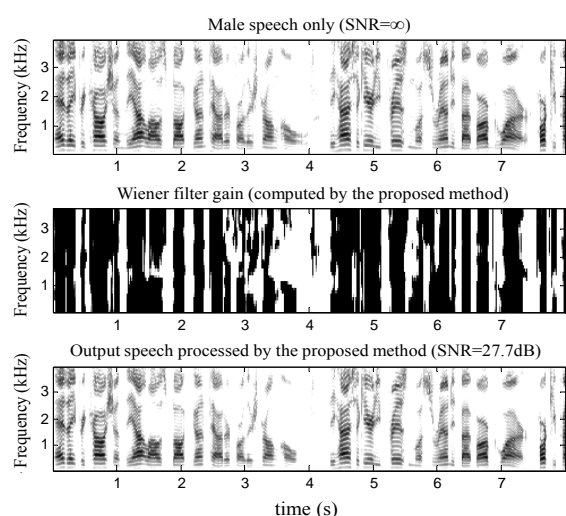 Male speech only (SNR=∞)
Frequency (kHz)
3
2
1
1 2 3 4 5 6 7
Wiener filter gain (computed by the proposed method)
Frequency (kHz)
3
2
1
1 2 3 4 5 6 7
Output speech processed by the proposed method (SNR=27.7dB)
Frequency (kHz)
3
2
1
1 2 3 4 5 6 7
time (s)